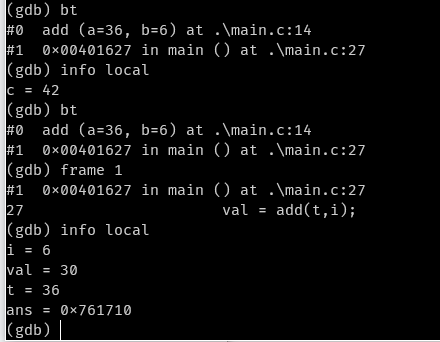 (gdb) bt
#0  add (a=36, b=6) at .\main.c:14
#1  0x00401627 in main () at .\main.c:27
(gdb) info local
c = 42
(gdb) bt
#0  add (a=36, b=6) at .\main.c:14
#1  0x00401627 in main () at .\main.c:27
(gdb) frame 1
#1  0x00401627 in main () at .\main.c:27
27                      val = add(t,i);
(gdb) info local
i = 6
val = 30
t = 36
ans = 0x761710
(gdb)